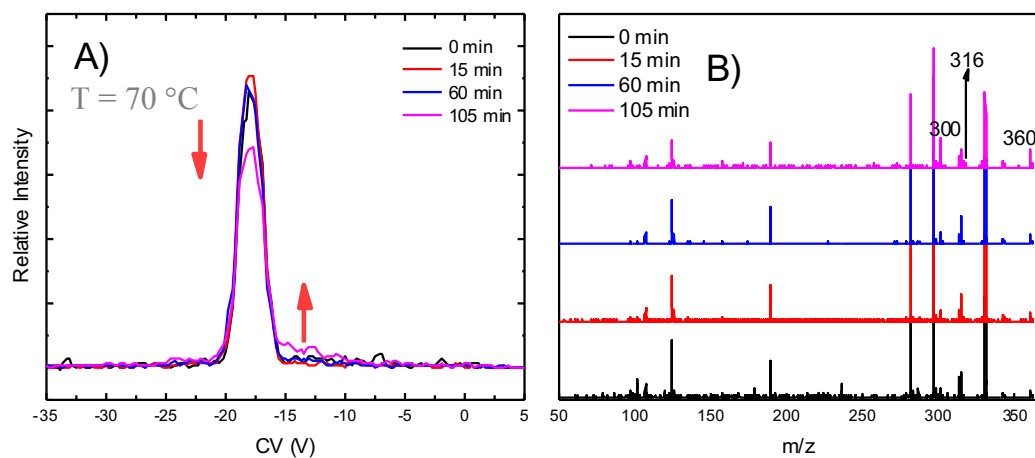 A)
T = 70 °C
0 min
15 min
60 min
105 min
Relative Intensity
-35 -30 -25 -20 -15 -10 -5 0 5
CV (V)
B)
0 min
15 min
60 min
105 min
316
300
360
50 100 150 200 250 300 350
m/z